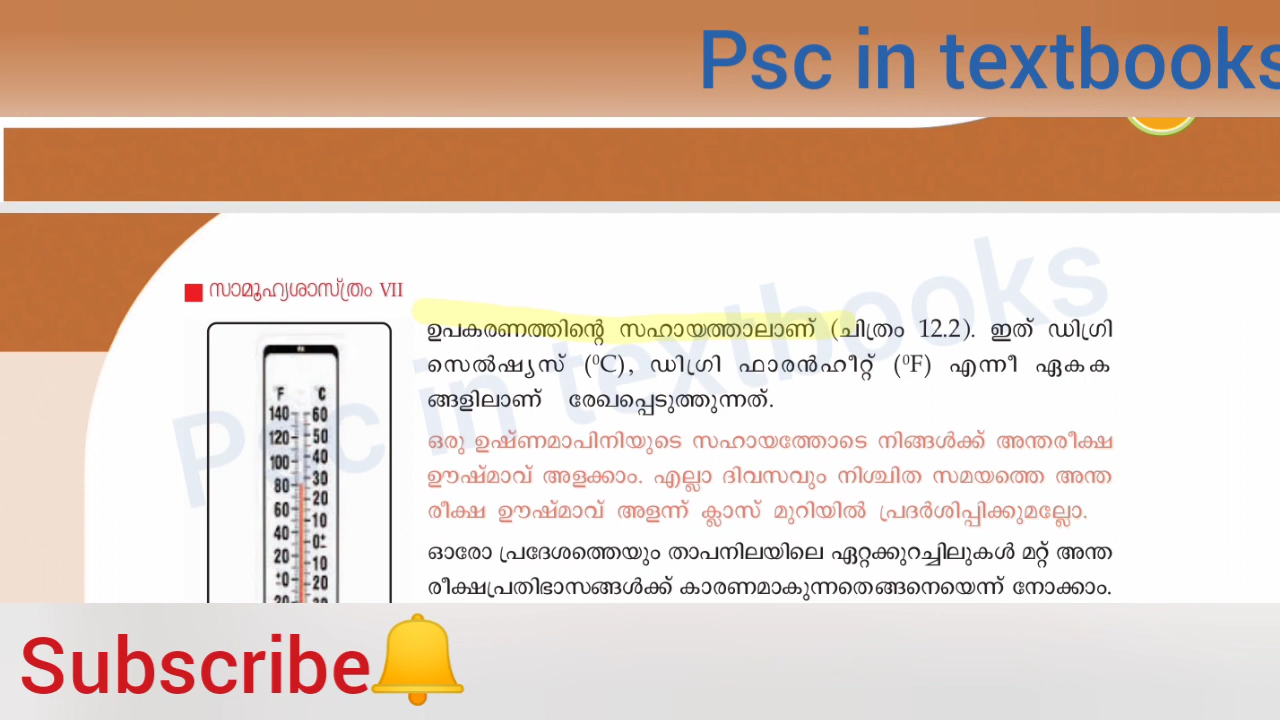 Psc in textbooks
സാമൂഹ്യശാസ്ത്രം VII
ഉപകരണത്തിന്റെ സഹായത്താലാണ് (ചിത്രം 12.2). ഇത് ഡിഗ്രി
സെൽഷ്യസ് (⁰C), ഡിഗ്രി ഫാരൻഹീറ്റ് (⁰F) എന്നീ ഏകക
ങ്ങളിലാണ് രേഖപ്പെടുത്തുന്നത്.
ഒരു ഉഷ്ണമാപിനിയുടെ സഹായത്തോടെ നിങ്ങൾക്ക് അന്തരീക്ഷ
ഊഷ്മാവ് അളക്കാം. എല്ലാ ദിവസവും നിശ്ചിത സമയത്തെ അന്ത
രീക്ഷ ഊഷ്മാവ് അളന്ന് ക്ലാസ് മുറിയിൽ പ്രദർശിപ്പിക്കുമല്ലോ.
ഓരോ പ്രദേശത്തെയും താപനിലയിലെ ഏറ്റക്കുറച്ചിലുകൾ മറ്റ് അന്ത
രീക്ഷപ്രതിഭാസങ്ങൾക്ക് കാരണമാകുന്നതെങ്ങനെയെന്ന് നോക്കാം.
°F °C
140 60
120 50
100 40
80 30
60 20
40 10
20 0±
±0 10
20
Psc in textbooks
Subscribe